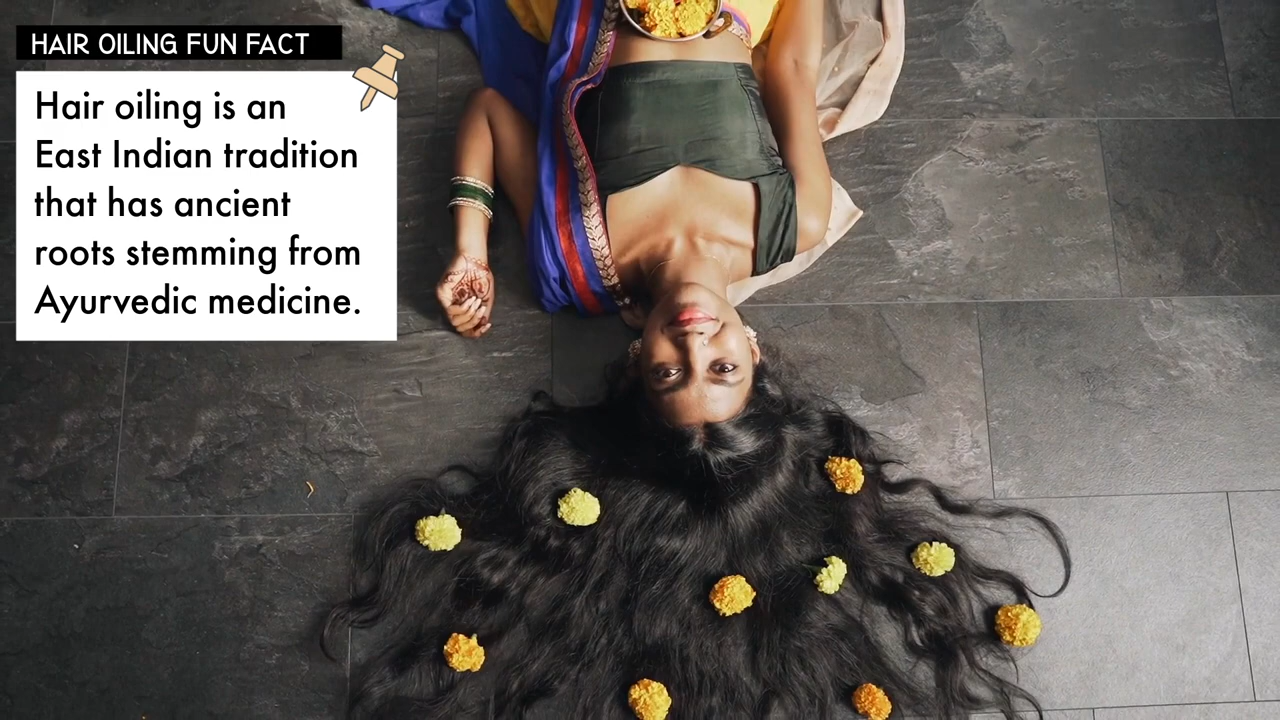 HAIR OILING FUN FACT
Hair oiling is an
East Indian tradition
that has ancient
roots stemming from
Ayurvedic medicine.